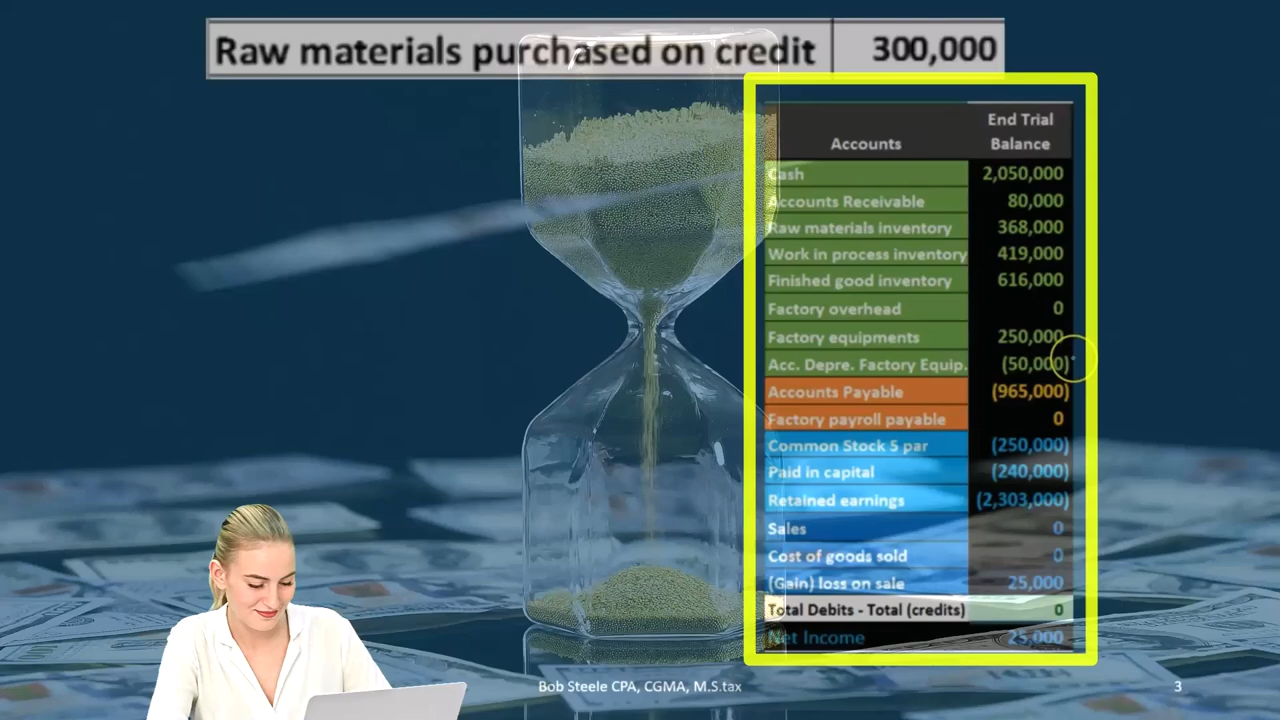 Raw materials purchased on credit 300,000
Accounts End Trial Balance
Cash 2,050,000
Accounts Receivable 80,000
Raw materials inventory 368,000
Work in process inventory 419,000
Finished good inventory 616,000
Factory overhead 0
Factory equipments 250,000
Acc. Depre. Factory Equip. (50,000)
Accounts Payable (965,000)
Factory payroll payable 0
Common Stock 5 par (250,000)
Paid in capital (240,000)
Retained earnings (2,303,000)
Sales 0
Cost of goods sold 0
(Gain) loss on sale 25,000
Total Debits - Total (credits) 0
Net Income 25,000
Bob Steele CPA, CGMA, M.S.tax 3